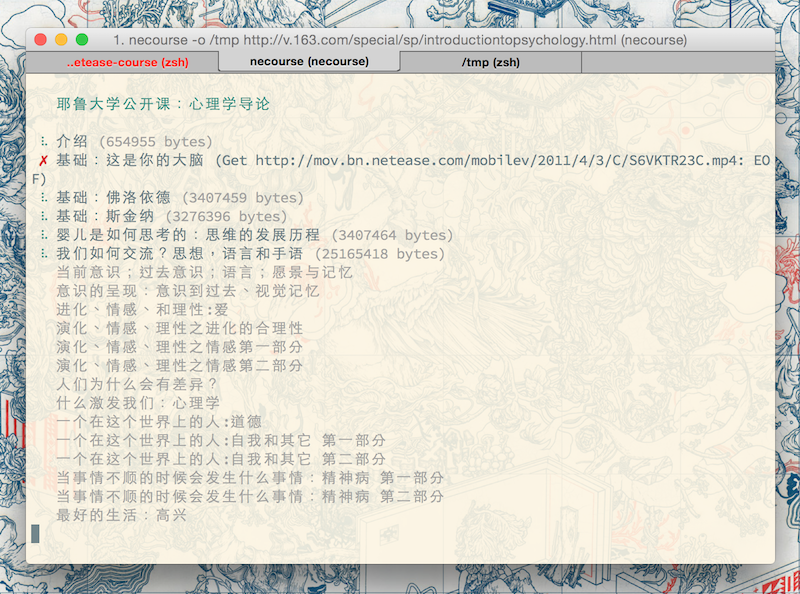 1. necourse -o /tmp http://v.163.com/special/sp/introductiontopsychology.html (necourse)
..etease-course (zsh)
necourse (necourse)
/tmp (zsh)
耶鲁大学公开课：心理学导论
⠧ 介绍 (654955 bytes)
✗ 基础：这是你的大脑 (Get http://mov.bn.netease.com/mobilev/2011/4/3/C/S6VKTR23C.mp4: EO
F)
⠧ 基础：佛洛依德 (3407459 bytes)
⠧ 基础：斯金纳 (3276396 bytes)
⠧ 婴儿是如何思考的：思维的发展历程 (3407464 bytes)
⠧ 我们如何交流？思想，语言和手语 (25165418 bytes)
当前意识；过去意识；语言；愿景与记忆
意识的呈现：意识到过去、视觉记忆
进化、情感、和理性:爱
演化、情感、理性之进化的合理性
演化、情感、理性之情感第一部分
演化、情感、理性之情感第二部分
人们为什么会有差异？
什么激发我们：心理学
一个在这个世界上的人:道德
一个在这个世界上的人:自我和其它 第一部分
一个在这个世界上的人:自我和其它 第二部分
当事情不顺的时候会发生什么事情：精神病 第一部分
当事情不顺的时候会发生什么事情：精神病 第二部分
最好的生活：高兴